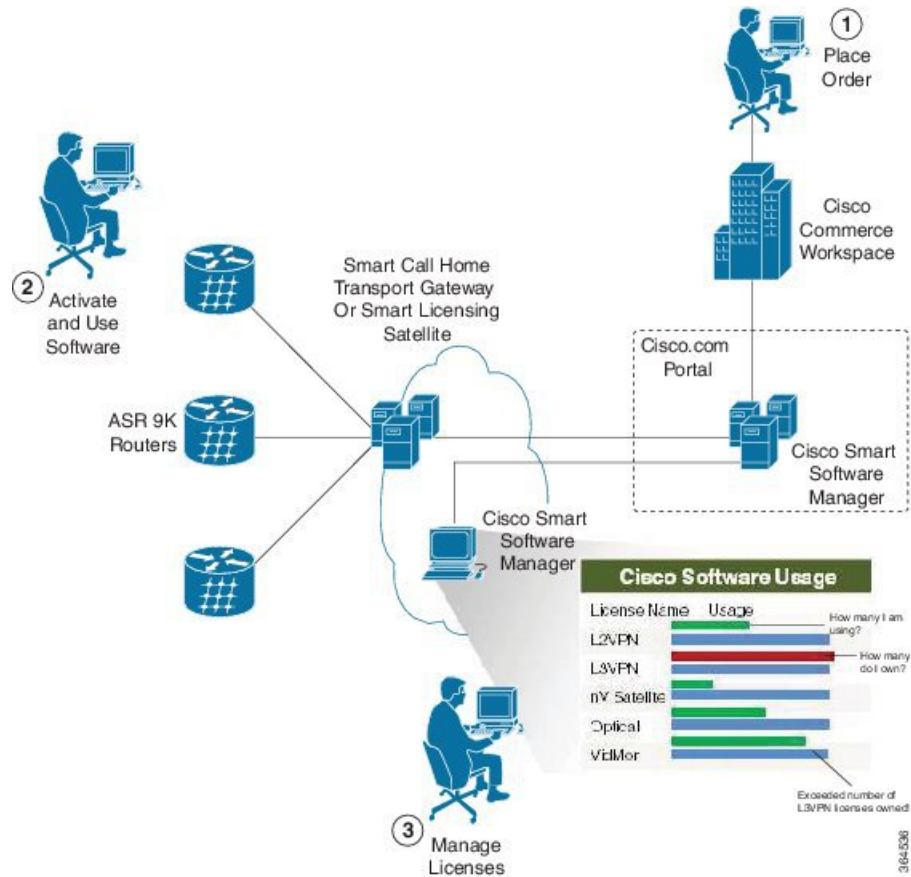 1
Place
Order
Cisco
Commerce
Workspace
2
Activate
and Use
Software
Smart Call Home
Transport Gateway
Or Smart Licensing
Satellite
ASR 9K
Routers
Cisco.com
Portal
Cisco Smart
Software
Manager
Cisco Smart
Software
Manager
Cisco Software Usage
License Name Usage
How many I am
using?
L2VPN
How many
do I own?
L3VPN
nV Satellite
Optical
VidMon
Exceeded number of
L3VPN licenses owned!
3
Manage
Licenses
364536